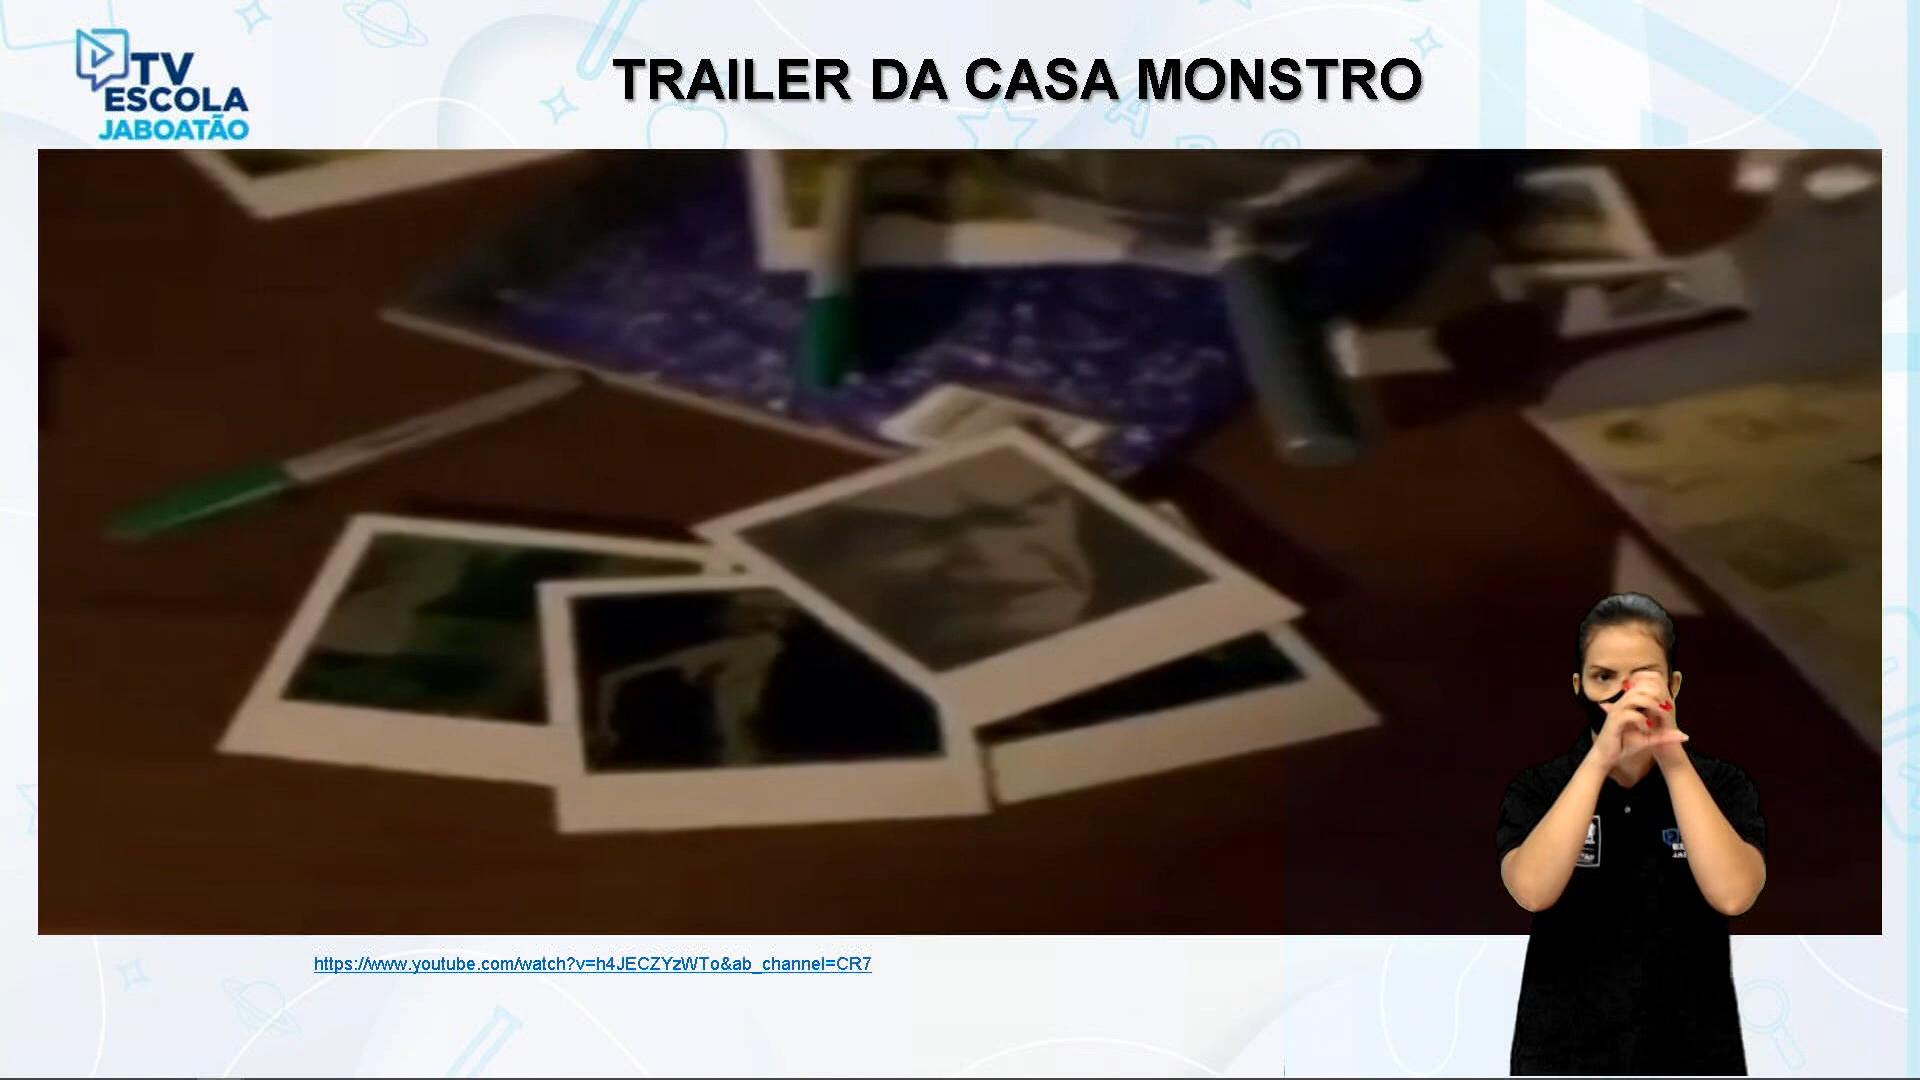 TV
ESCOLA
JABOATÃO
TRAILER DA CASA MONSTRO
https://www.youtube.com/watch?v=h4JECZYzWTo&ab_channel=CR7